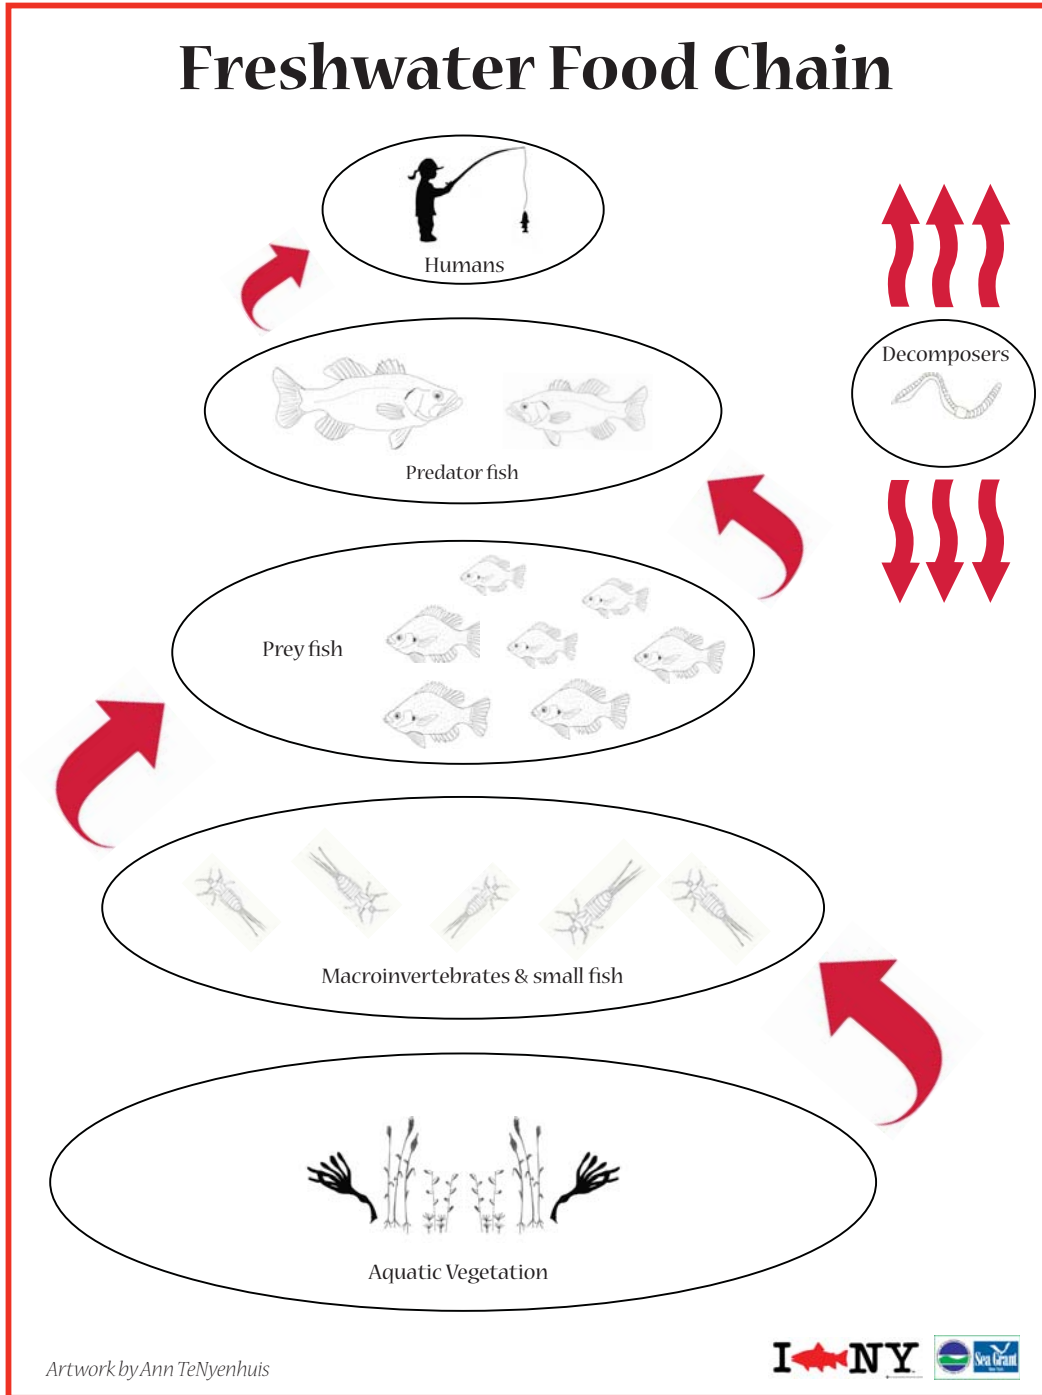 Freshwater Food Chain
Humans
Decomposers
Predator fish
Prey fish
Macroinvertebrates & small fish
Aquatic Vegetation
Artwork by Ann TeNyenhuis
I NY
Sea Grant